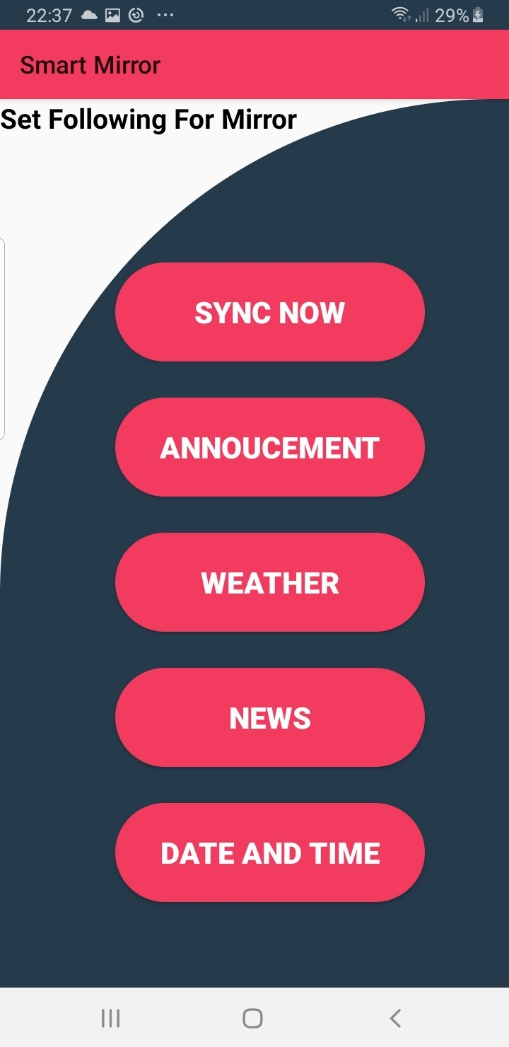 22:37 29%
Smart Mirror
Set Following For Mirror
SYNC NOW
ANNOUCEMENT
WEATHER
NEWS
DATE AND TIME